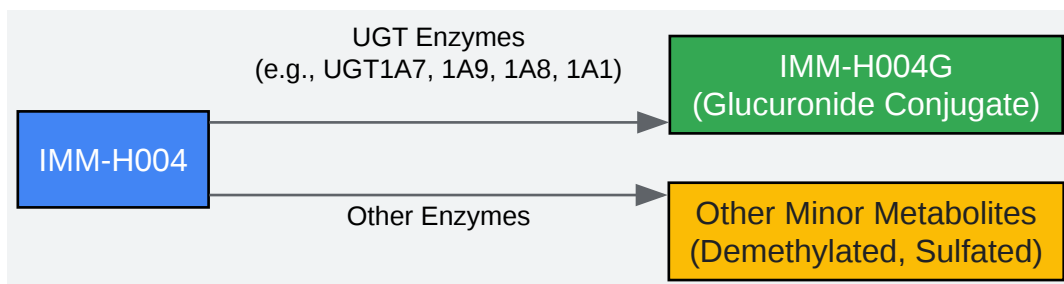 UGT Enzymes
(e.g., UGT1A7, 1A9, 1A8, 1A1)
IMM-H004G
(Glucuronide Conjugate)
IMM-H004
Other Enzymes
Other Minor Metabolites
(Demethylated, Sulfated)